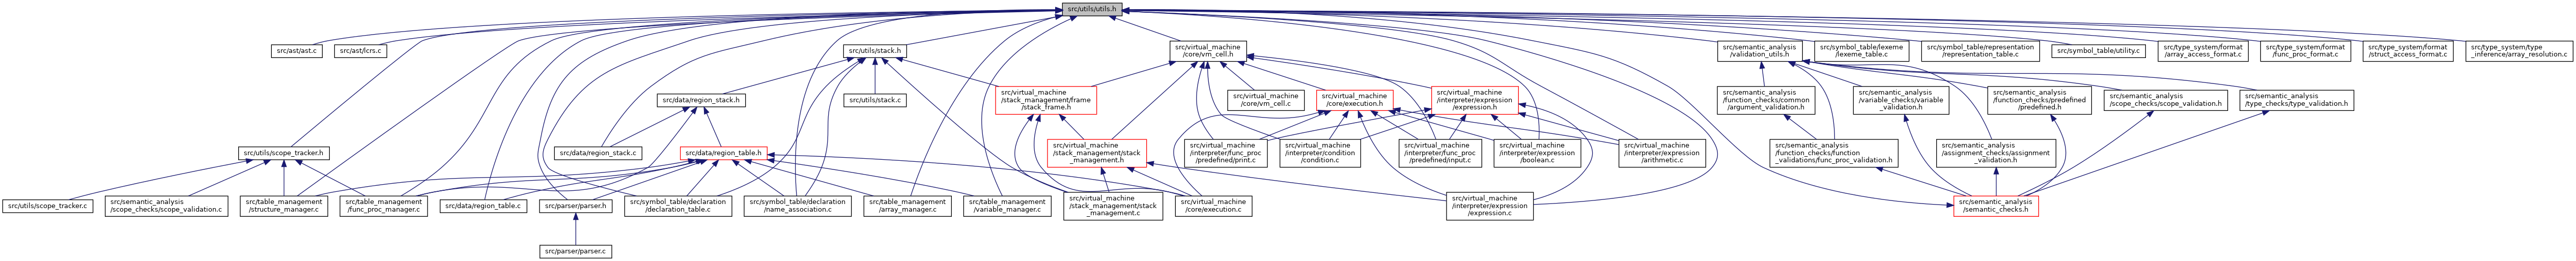 src/utils/utils.h
src/ast/ast.c
src/ast/lcrs.c
src/utils/stack.h
src/virtual_machine
/core/vm_cell.h
src/semantic_analysis
/validation_utils.h
src/symbol_table/lexeme
/lexeme_table.c
src/symbol_table/representation
/representation_table.c
src/symbol_table/utility.c
src/type_system/format
/array_access_format.c
src/type_system/format
/func_proc_format.c
src/type_system/format
/struct_access_format.c
src/type_system/type
_inference/array_resolution.c
src/data/region_stack.h
src/utils/stack.c
src/virtual_machine
/stack_management/frame
/stack_frame.h
src/virtual_machine
/core/vm_cell.c
src/virtual_machine
/core/execution.h
src/virtual_machine
/interpreter/expression
/expression.h
src/semantic_analysis
/function_checks/common
/argument_validation.h
src/semantic_analysis
/variable_checks/variable
_validation.h
src/semantic_analysis
/function_checks/predefined
/predefined.h
src/semantic_analysis
/scope_checks/scope_validation.h
src/semantic_analysis
/type_checks/type_validation.h
src/utils/scope_tracker.h
src/data/region_stack.c
src/data/region_table.h
src/virtual_machine
/stack_management/stack
_management.h
src/virtual_machine
/interpreter/func_proc
/predefined/print.c
src/virtual_machine
/interpreter/condition
/condition.c
src/virtual_machine
/interpreter/func_proc
/predefined/input.c
src/virtual_machine
/interpreter/expression
/boolean.c
src/virtual_machine
/interpreter/expression
/arithmetic.c
src/semantic_analysis
/function_checks/function
_validations/func_proc_validation.h
src/semantic_analysis
/assignment_checks/assignment
_validation.h
src/utils/scope_tracker.c
src/semantic_analysis
/scope_checks/scope_validation.c
src/table_management
/structure_manager.c
src/table_management
/func_proc_manager.c
src/data/region_table.c
src/parser/parser.h
src/symbol_table/declaration
/declaration_table.c
src/symbol_table/declaration
/name_association.c
src/table_management
/array_manager.c
src/table_management
/variable_manager.c
src/virtual_machine
/stack_management/stack
_management.c
src/virtual_machine
/core/execution.c
src/virtual_machine
/interpreter/expression
/expression.c
src/semantic_analysis
/semantic_checks.h
src/parser/parser.c